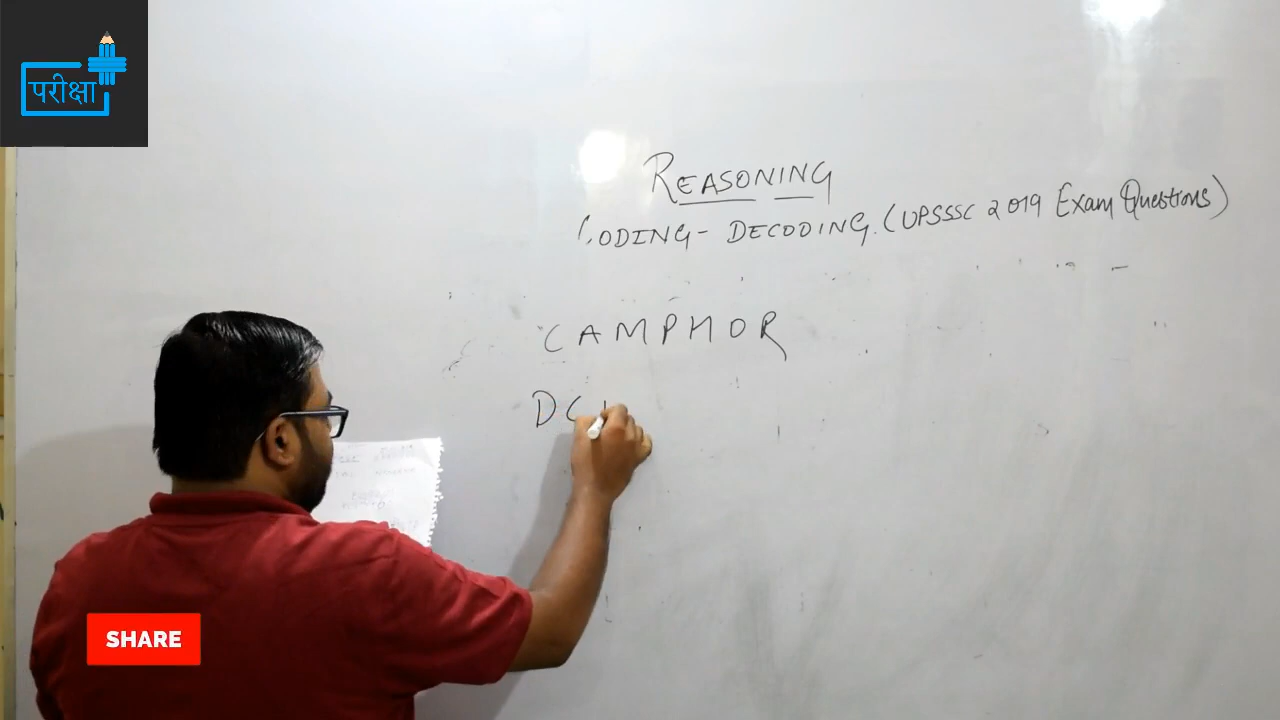 परीक्षा
REASONING
CODING- DECODING. (UPSSSC 2019 Exam Questions)
CAMPHOR
DC
SHARE